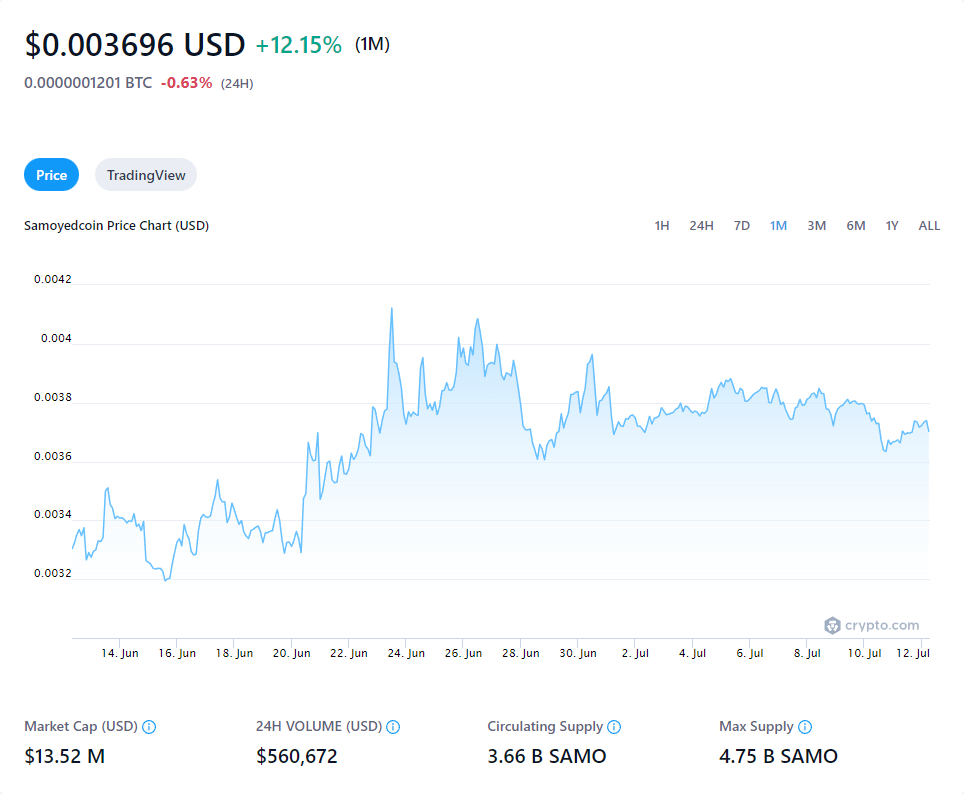 $0.003696 USD +12.15% (1M)
0.0000001201 BTC -0.63% (24H)
Price TradingView
Samoyedcoin Price Chart (USD) 1H 24H 7D 1M 3M 6M 1Y ALL
0.0042
0.004
0.0038
0.0036
0.0034
0.0032
crypto.com
14. Jun 16. Jun 18. Jun 20. Jun 22. Jun 24. Jun 26. Jun 28. Jun 30. Jun 2. Jul 4. Jul 6. Jul 8. Jul 10. Jul 12. Jul
Market Cap (USD) 24H VOLUME (USD) Circulating Supply Max Supply
$13.52 M $560,672 3.66 B SAMO 4.75 B SAMO